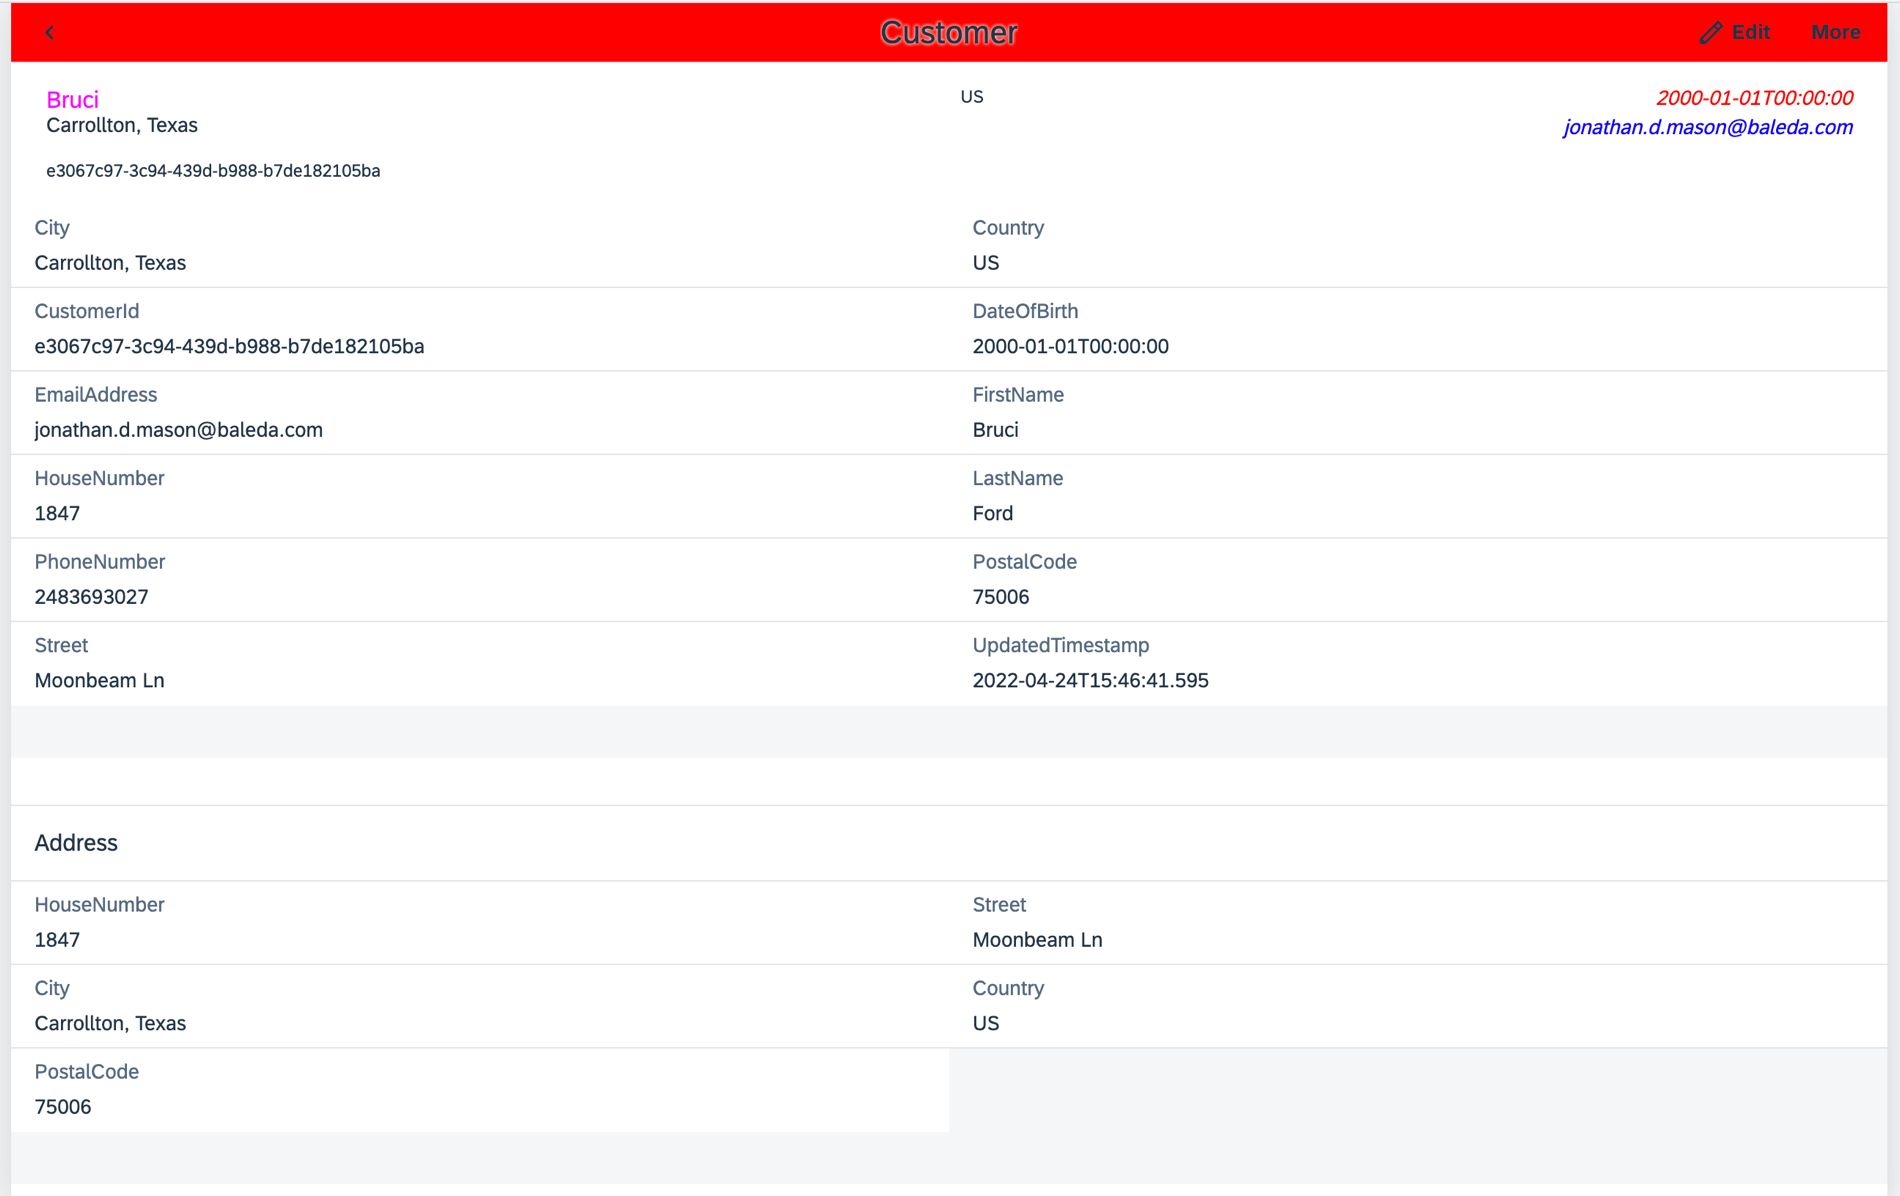 Customer
Edit
More
Bruci
US
2000-01-01T00:00:00
Carrollton, Texas
jonathan.d.mason@baleda.com
e3067c97-3c94-439d-b988-b7de182105ba
City
Country
Carrollton, Texas
US
CustomerId
DateOfBirth
e3067c97-3c94-439d-b988-b7de182105ba
2000-01-01T00:00:00
EmailAddress
FirstName
jonathan.d.mason@baleda.com
Bruci
HouseNumber
LastName
1847
Ford
PhoneNumber
PostalCode
2483693027
75006
Street
UpdatedTimestamp
Moonbeam Ln
2022-04-24T15:46:41.595
Address
HouseNumber
Street
1847
Moonbeam Ln
City
Country
Carrollton, Texas
US
PostalCode
75006